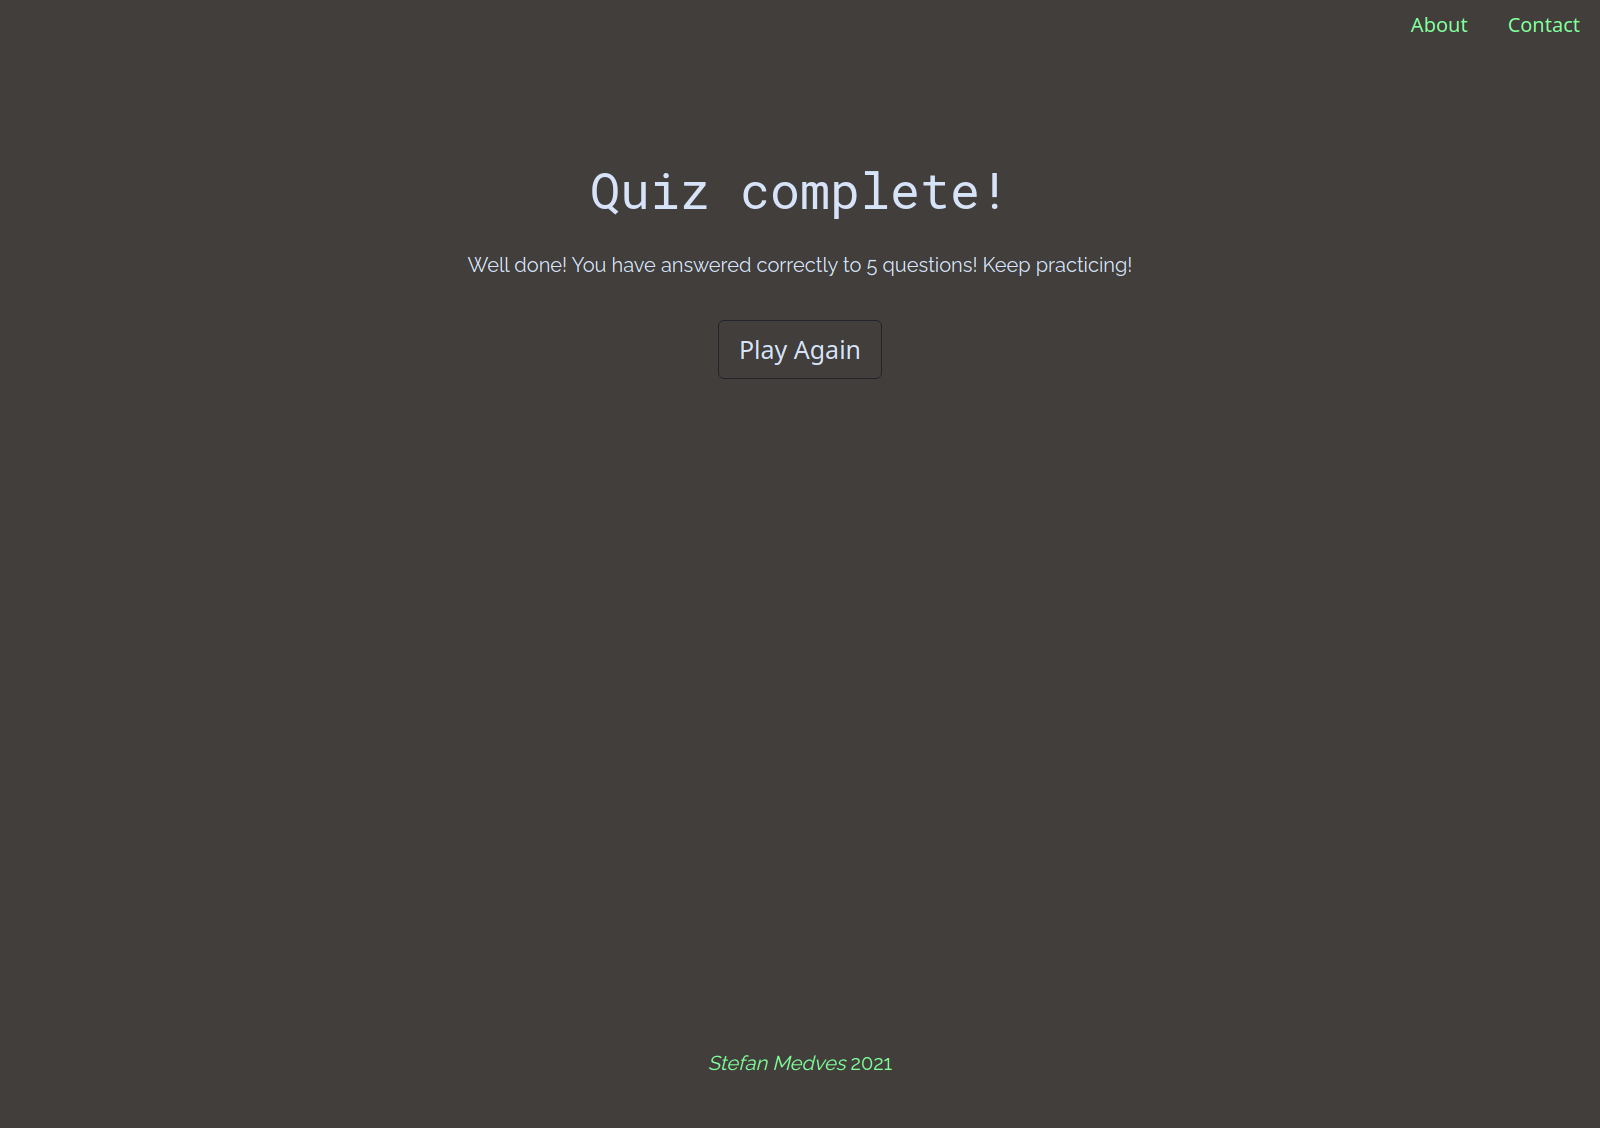 About Contact
Quiz complete!
Well done! You have answered correctly to 5 questions! Keep practicing!
Play Again
Stefan Medves 2021